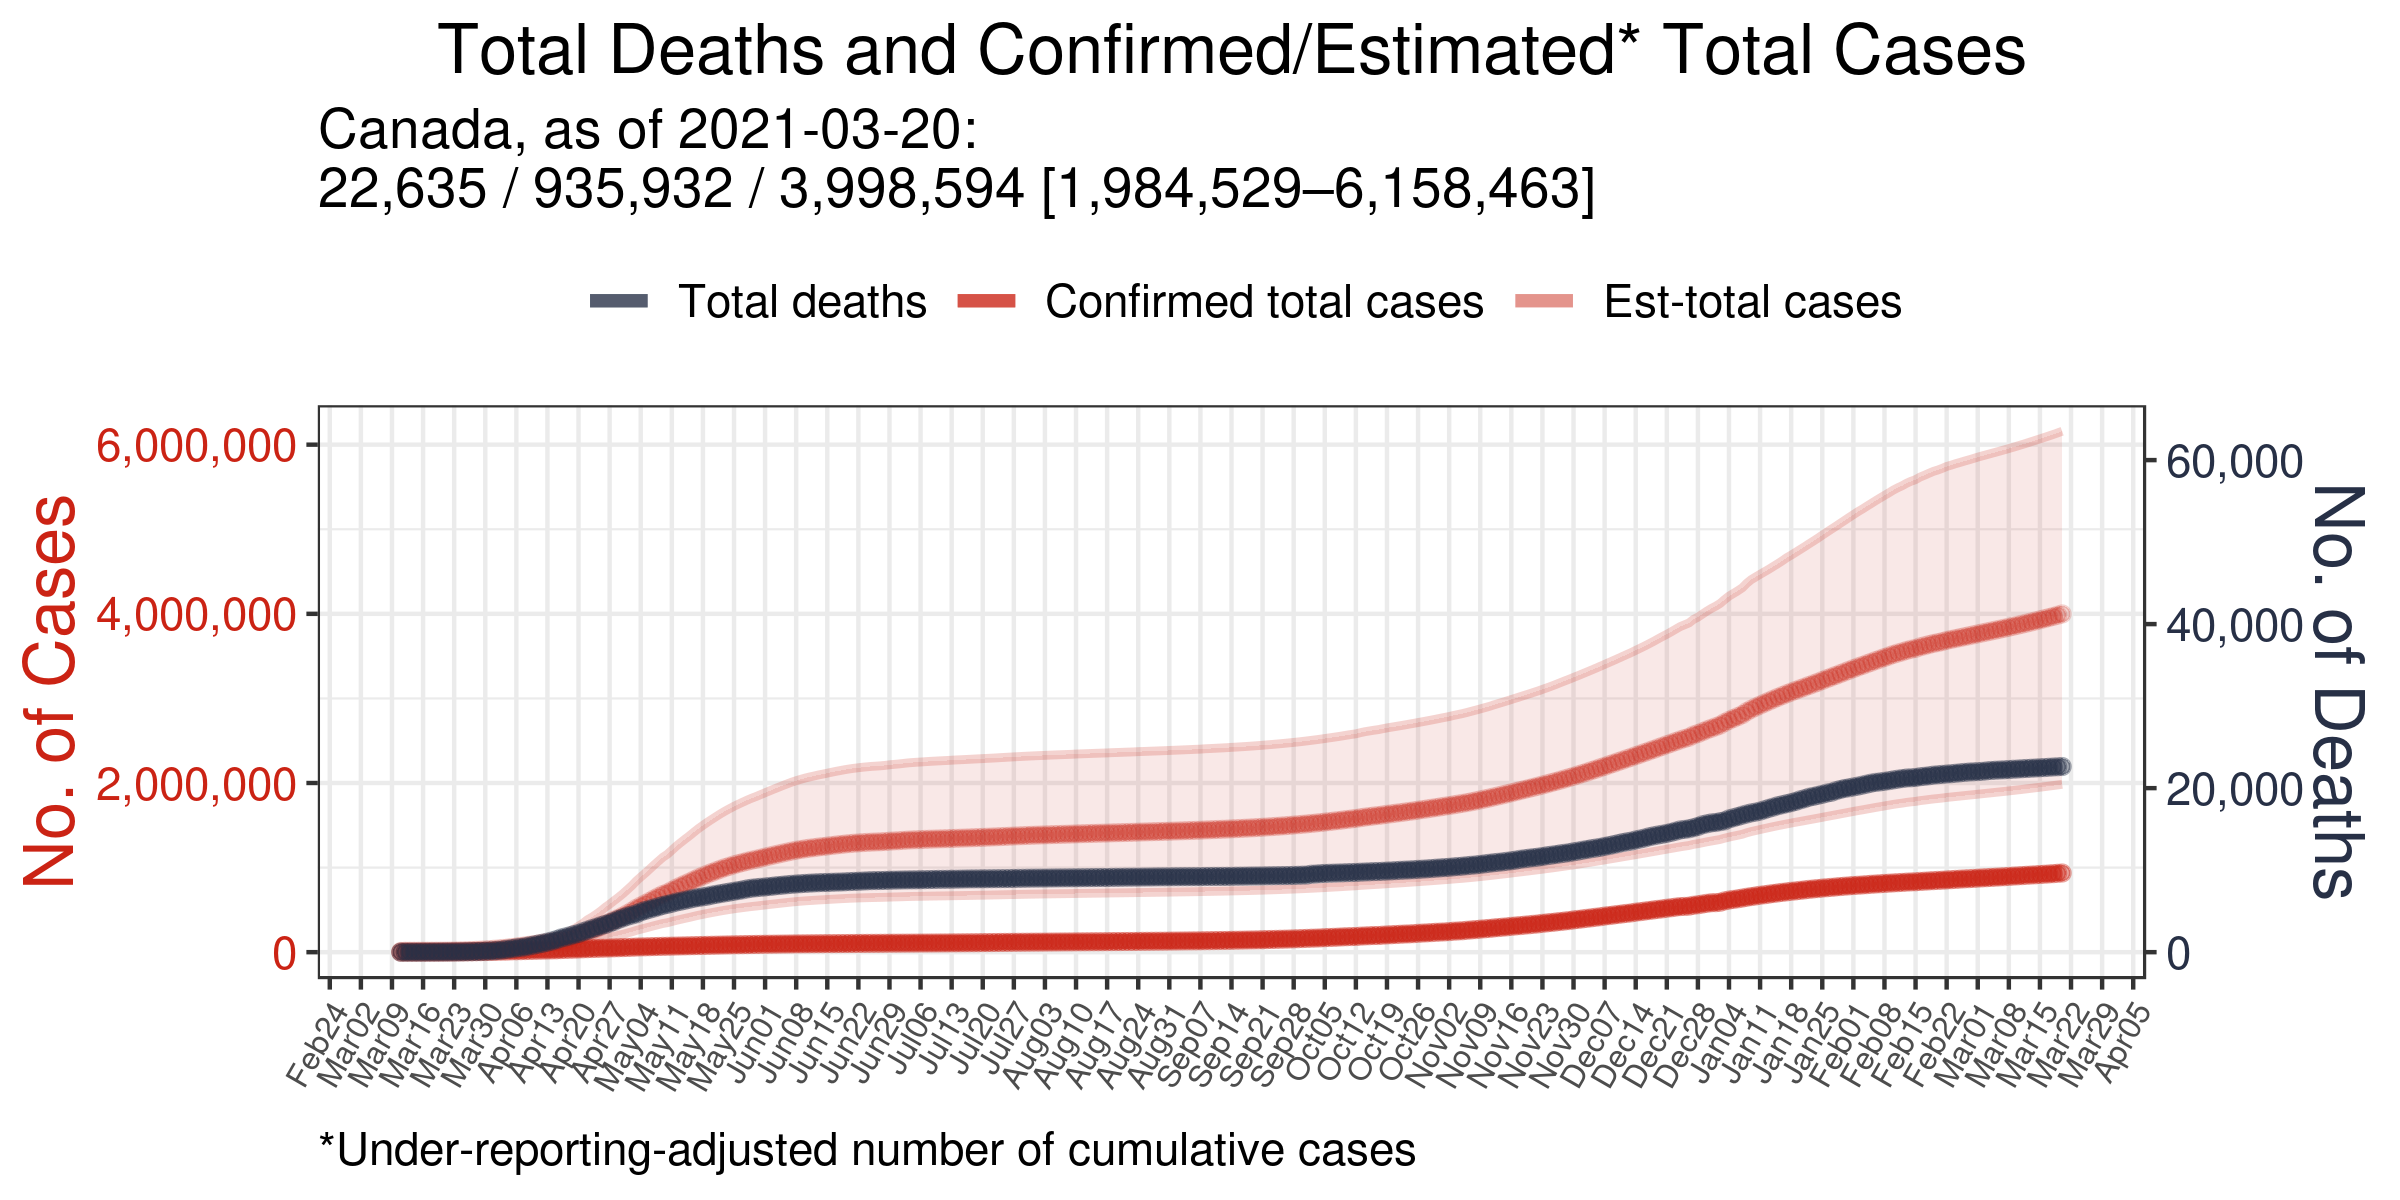 Total Deaths and Confirmed/Estimated* Total Cases
Canada, as of 2021-03-20:
22,635 / 935,932 / 3,998,594 [1,984,529–6,158,463]
Total deaths
Confirmed total cases
Est-total cases
No. of Cases
6,000,000
4,000,000
2,000,000
0
60,000
40,000
20,000
0
No. of Deaths
Feb24
Mar02
Mar09
Mar16
Mar23
Mar30
Apr06
Apr13
Apr20
Apr27
May04
May11
May18
May25
Jun01
Jun08
Jun15
Jun22
Jun29
Jul06
Jul13
Jul20
Jul27
Aug03
Aug10
Aug17
Aug24
Aug31
Sep07
Sep14
Sep21
Sep28
Oct05
Oct12
Oct19
Oct26
Nov02
Nov09
Nov16
Nov23
Nov30
Dec07
Dec14
Dec21
Dec28
Jan04
Jan11
Jan18
Jan25
Feb01
Feb08
Feb15
Feb22
Mar01
Mar08
Mar15
Mar22
Mar29
Apr05
*Under-reporting-adjusted number of cumulative cases